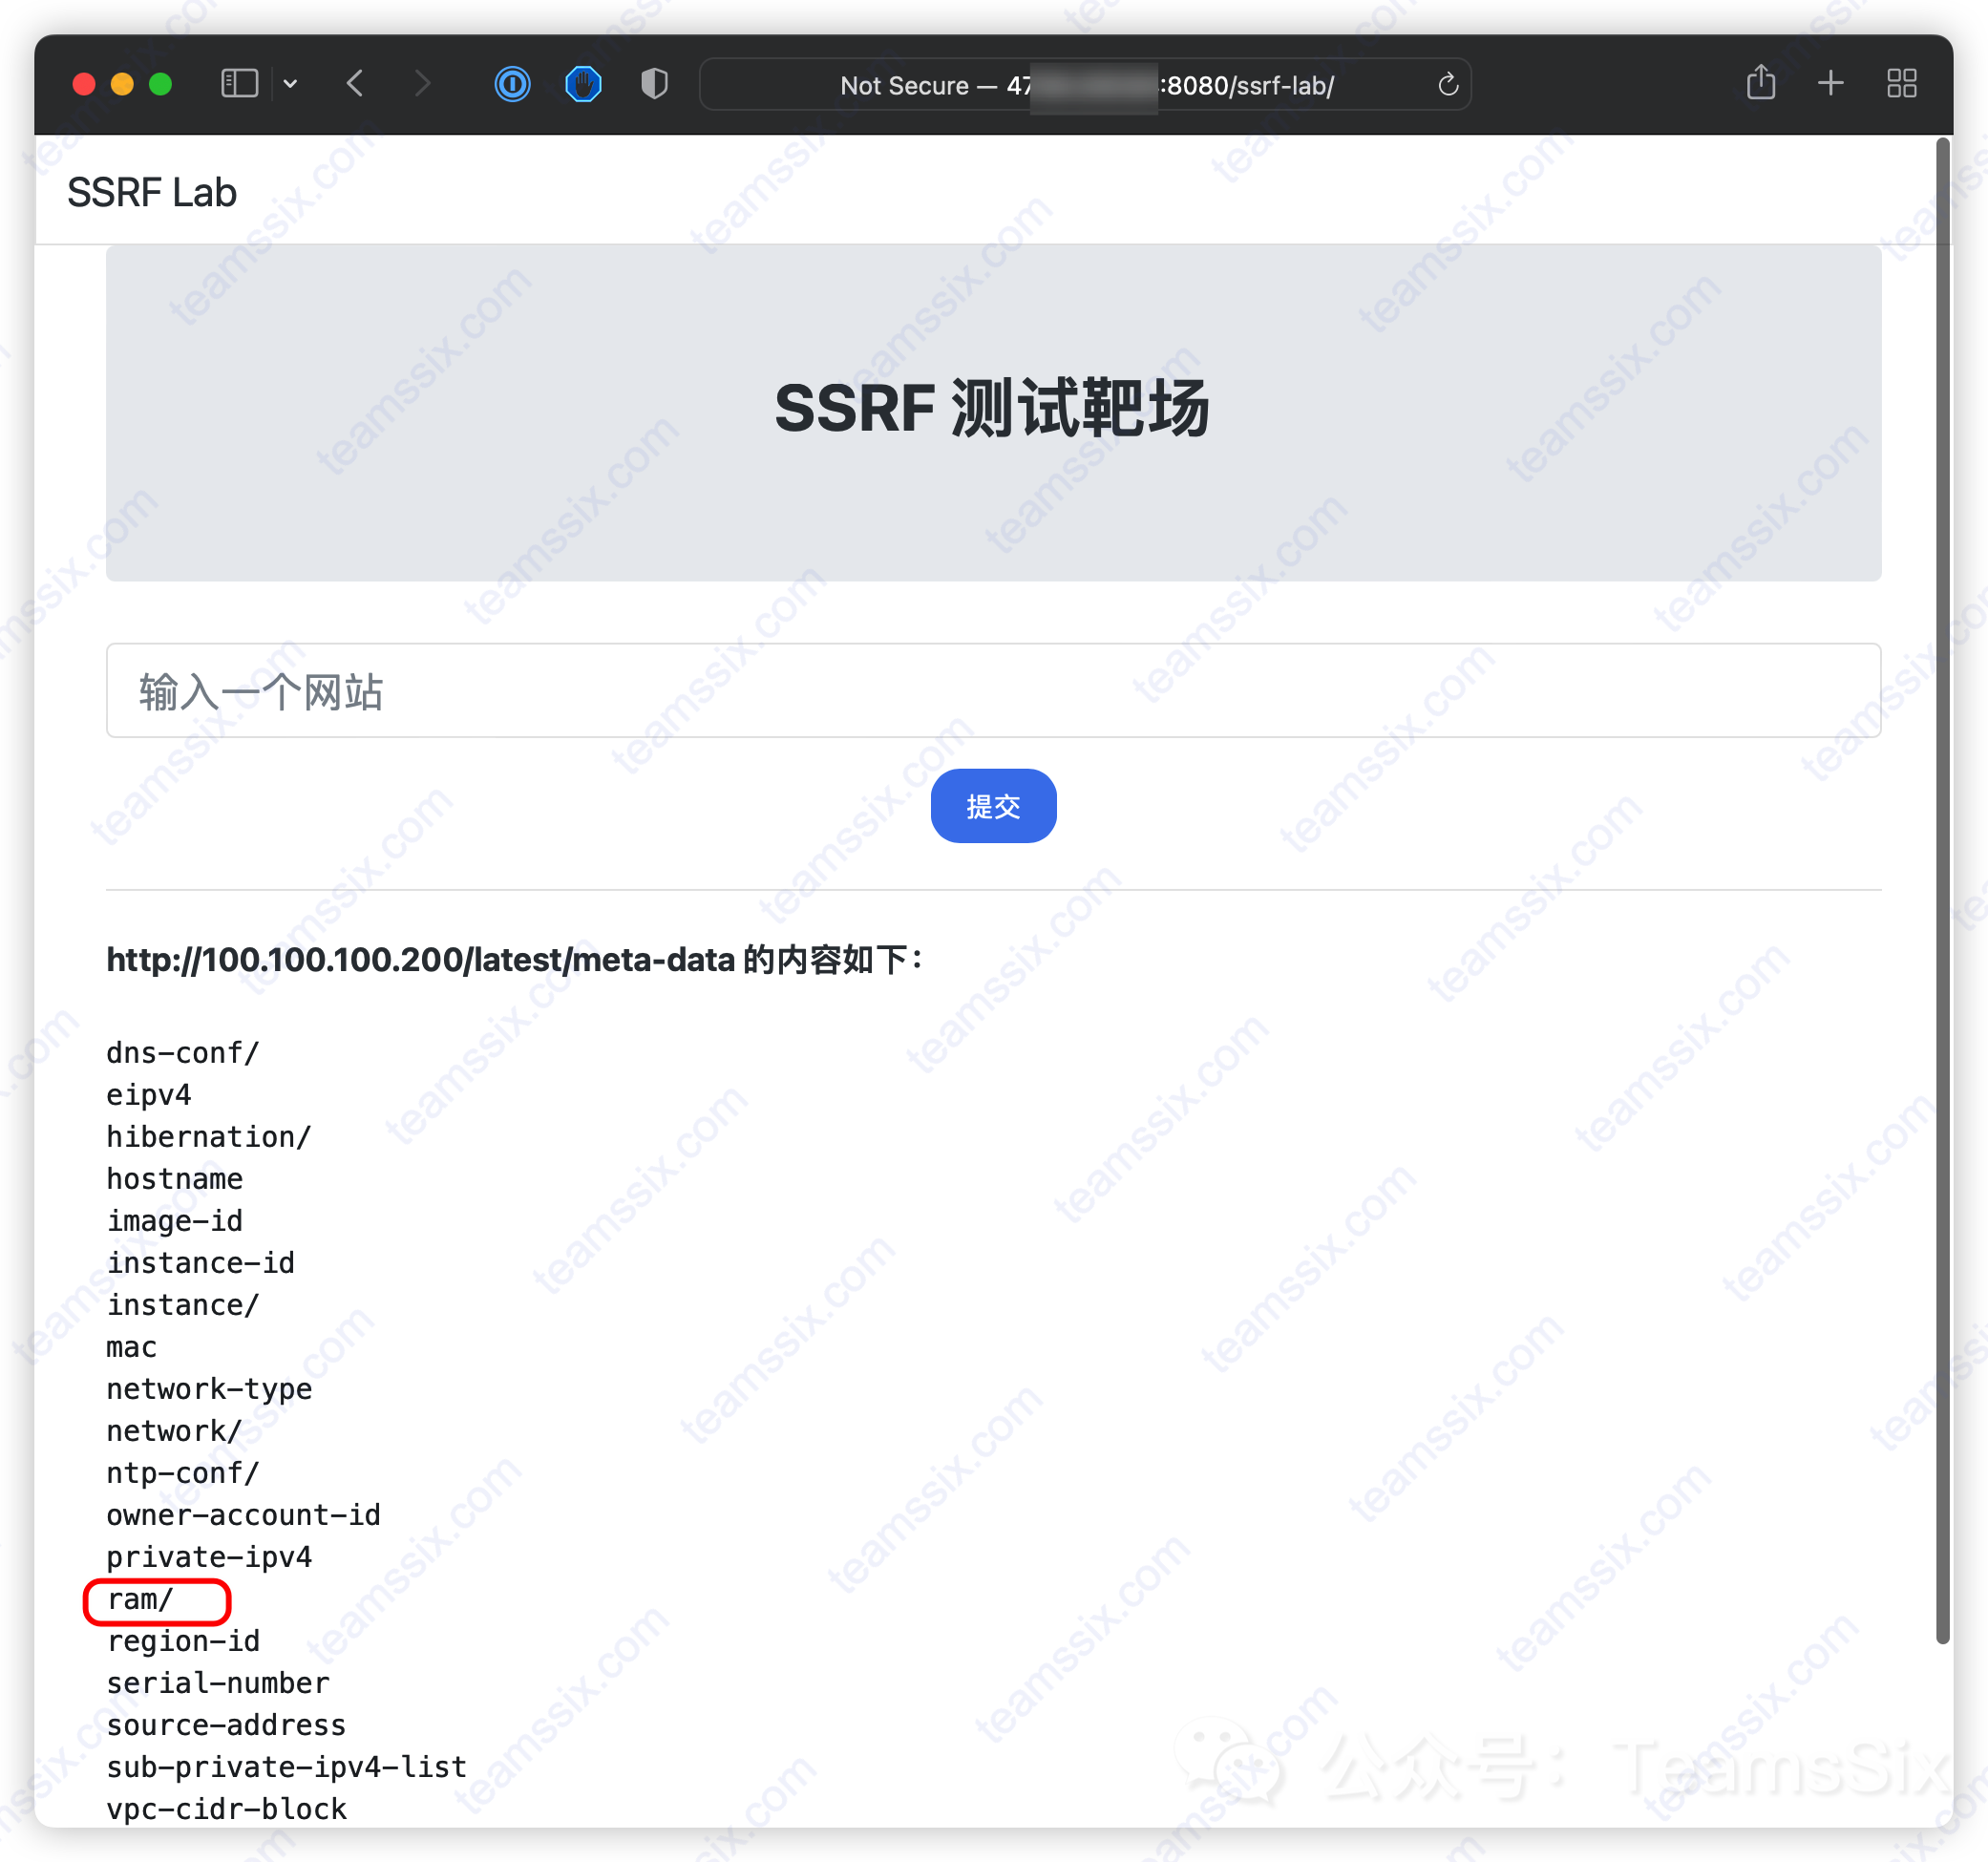 Not Secure — 47 :8080/ssrf-lab/
SSRF Lab
SSRF 测试靶场
输入一个网站
提交
http://100.100.100.200/latest/meta-data 的内容如下：
dns-conf/
eipv4
hibernation/
hostname
image-id
instance-id
instance/
mac
network-type
network/
ntp-conf/
owner-account-id
private-ipv4
ram/
region-id
serial-number
source-address
sub-private-ipv4-list
vpc-cidr-block
公众号：TeamsSix
teamssix.com